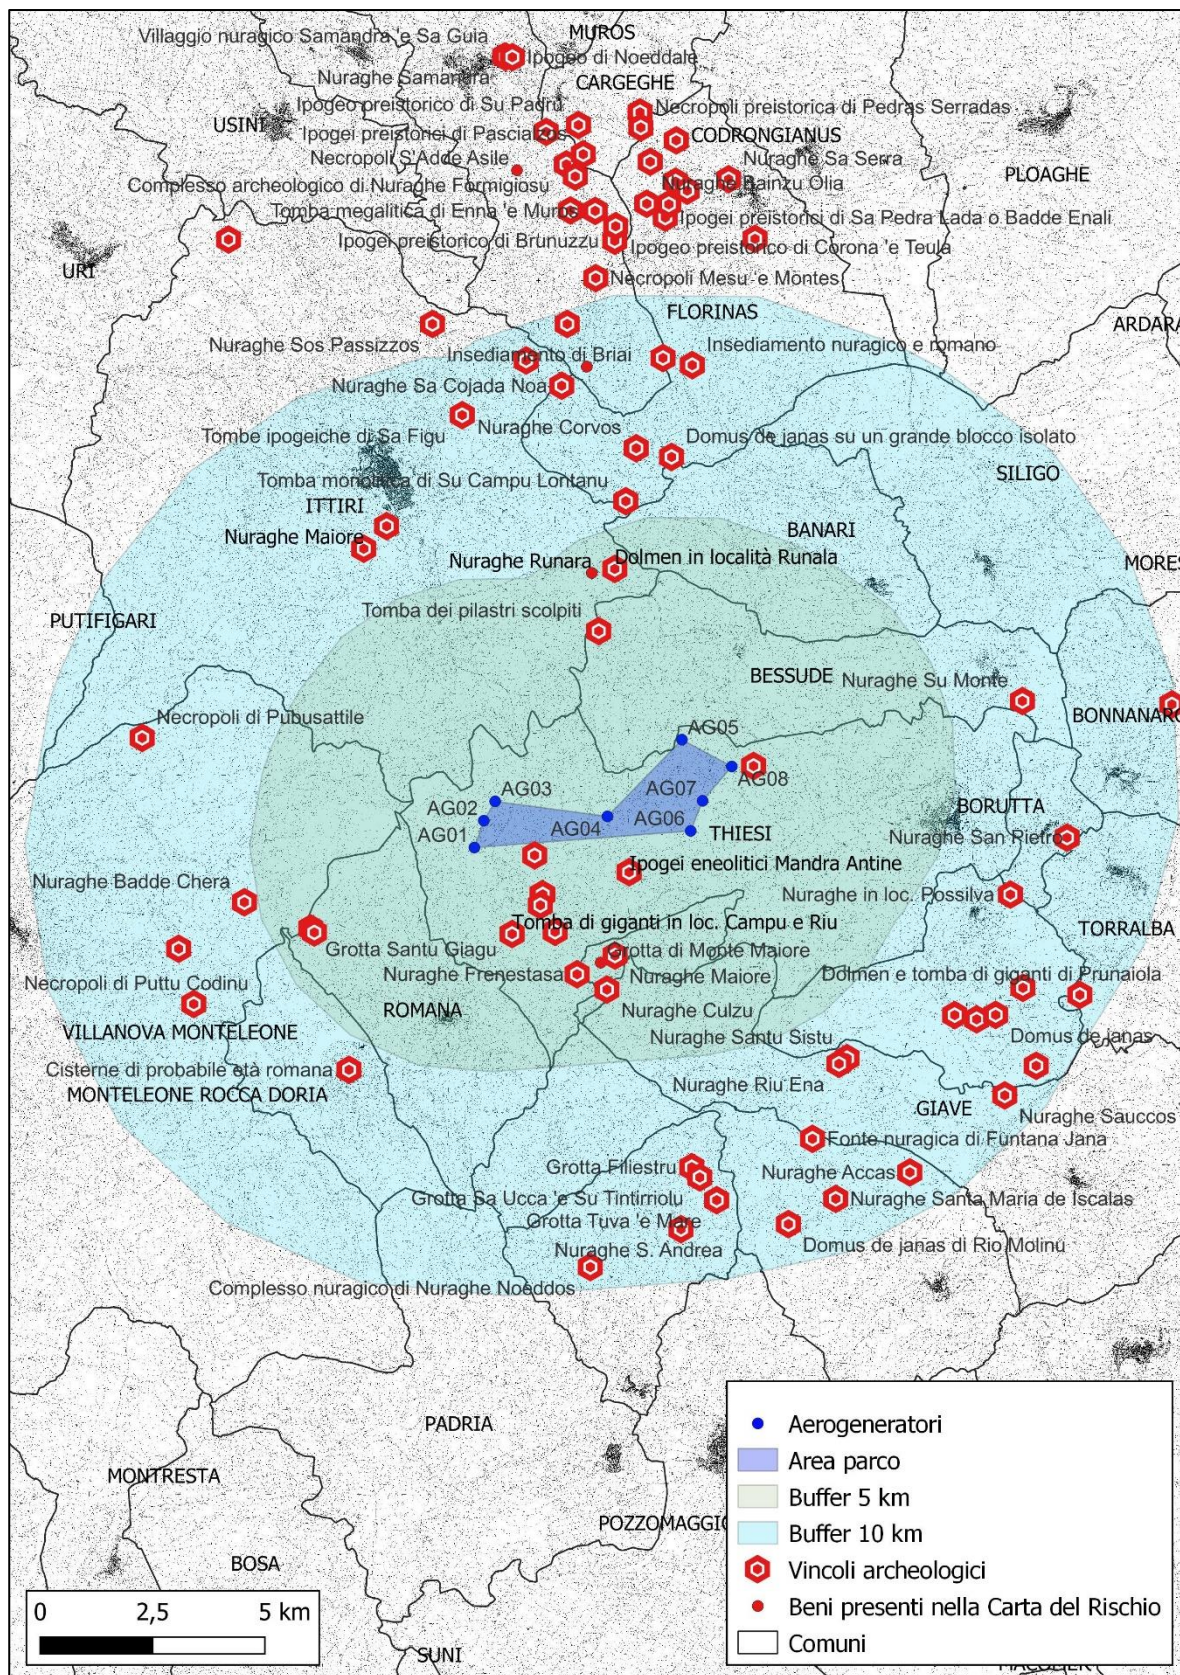 MUROS
Villaggio nuragico Samandra 'e Sa Guia
Ipogeo di Noeddale
Nuraghe Samandra
CARGEGHE
Ipogeo preistorico di Su Padru
Necropoli preistorica di Pedras Serradas
USINI
Ipogei preistorici di Pascialzos
CODRONGIANUS
Necropoli S'Adde Asile
Nuraghe Sa Serra
PLOAGHE
Complesso archeologico di Nuraghe Formigiosu
Nuraghe Bainzu Olia
Tomba megalitica di Enna 'e Muros
Ipogei preistorici di Sa Pedra Lada o Badde Enali
Ipogei preistorico di Brunuzzu
Ipogeo preistorico di Corona 'e Teula
URI
Necropoli Mesu 'e Montes
FLORINAS
ARDARA
Nuraghe Sos Passizzos
Insediamento di Briai
Insediamento nuragico e romano
Nuraghe Sa Cojada Noa
Nuraghe Corvos
Tombe ipogeiche di Sa Figu
Domus de janas su un grande blocco isolato
Tomba monolitica di Su Campu Lontanu
SILIGO
ITTIRI
BANARI
Nuraghe Maiore
Nuraghe Runara
Dolmen in località Runala
MORES
Tomba dei pilastri scolpiti
PUTIFIGARI
BESSUDE
Nuraghe Su Monte
Necropoli di Pubusattile
BONNANARO
AG05
AG08
AG03
AG07
AG02
AG04
AG06
AG01
THIESI
BORUTTA
Nuraghe San Pietro
Ipogei eneolitici Mandra Antine
Nuraghe Badde Chera
Nuraghe in loc. Possilva
Tomba di giganti in loc. Campu e Riu
TORRALBA
Grotta Santu Giagu
Grotta di Monte Maiore
Nuraghe Frenestasa
Nuraghe Maiore
Dolmen e tomba di giganti di Prunaiola
Necropoli di Puttu Codinu
ROMANA
Nuraghe Culzu
VILLANOVA MONTELEONE
Nuraghe Santu Sistu
Domus de janas
Cisterne di probabile età romana
Nuraghe Riu Ena
MONTELEONE ROCCA DORIA
GIAVE
Nuraghe Sauccos
Fonte nuragica di Funtana Jana
Grotta Filiestru
Nuraghe Accas
Grotta Sa Ucca 'e Su Tintirriolu
Nuraghe Santa Maria de Iscalas
Grotta Tuva 'e Mare
Domus de janas di Rio Molinu
Nuraghe S. Andrea
Complesso nuragico di Nuraghe Noeddos
PADRIA
MONTRESTA
POZZOMAGGIO
BOSA
SUNI
Aerogeneratori
Area parco
Buffer 5 km
Buffer 10 km
Vincoli archeologici
Beni presenti nella Carta del Rischio
Comuni
0 2,5 5 km